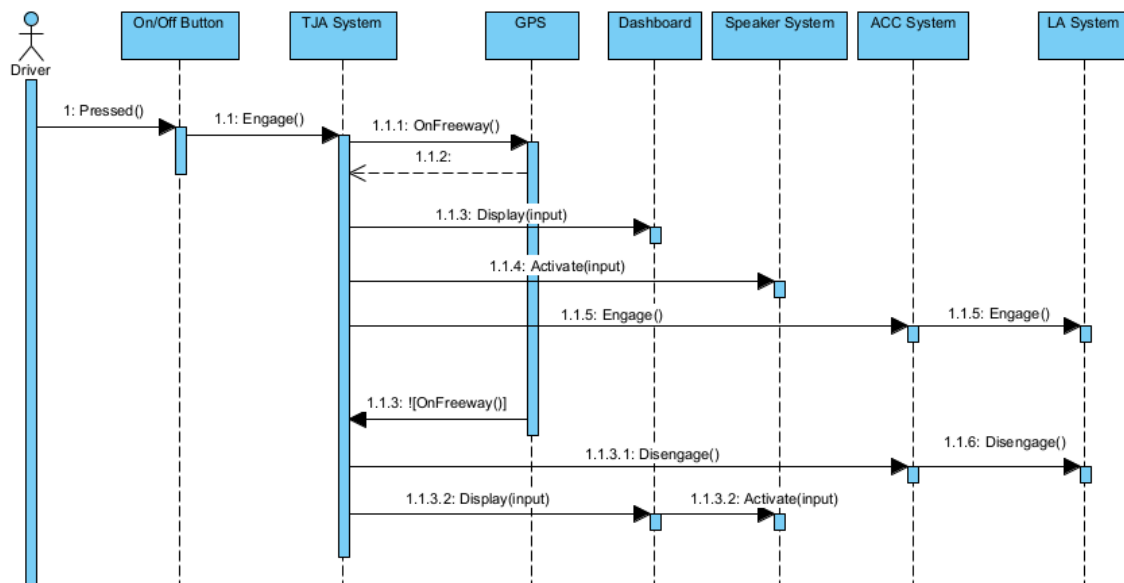 On/Off Button
TJA System
GPS
Dashboard
Speaker System
ACC System
LA System
Driver
1: Pressed()
1.1: Engage()
1.1.1: OnFreeway()
1.1.2:
1.1.3: Display(input)
1.1.4: Activate(input)
1.1.5: Engage()
1.1.5: Engage()
1.1.3: ![OnFreeway()]
1.1.3.1: Disengage()
1.1.6: Disengage()
1.1.3.2: Display(input)
1.1.3.2: Activate(input)